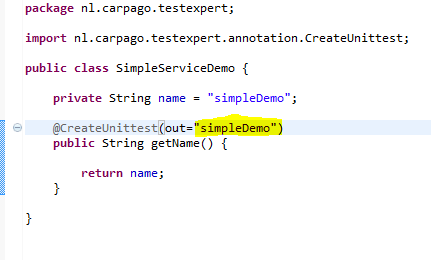 package nl.carpago.testexpert;
import nl.carpago.testexpert.annotation.CreateUnittest;
public class SimpleServiceDemo {
private String name = "simpleDemo";
@CreateUnittest(out="simpleDemo")
public String getName() {
return name;
}
}